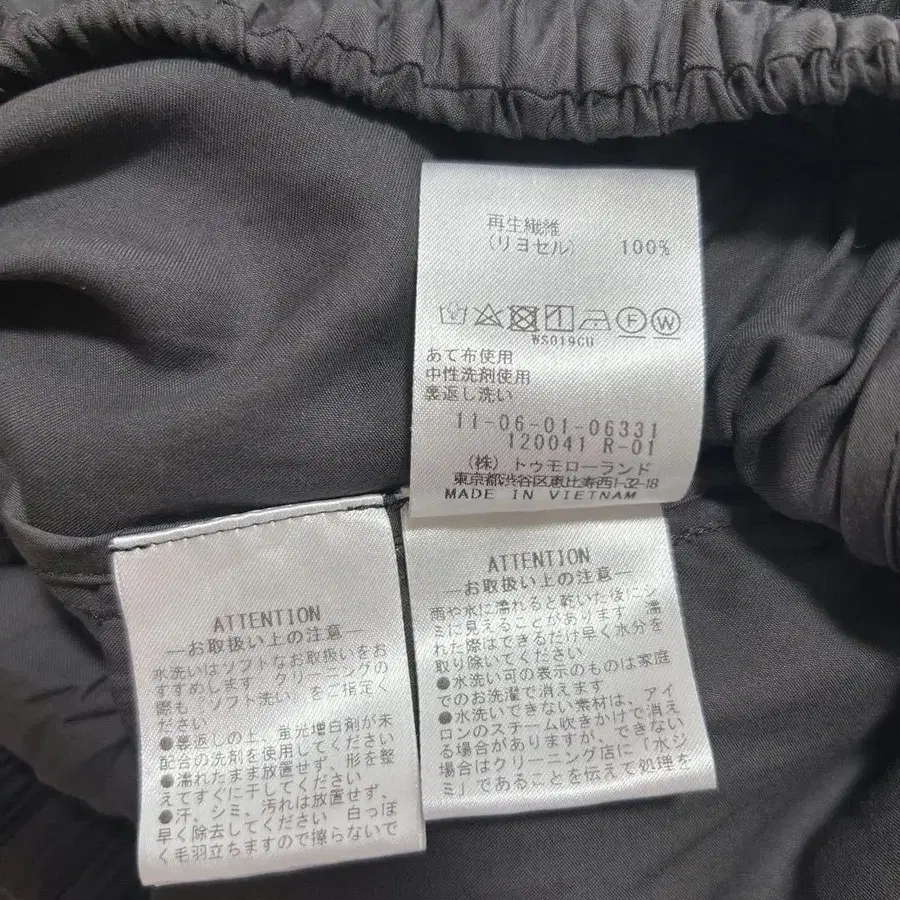 再生繊維
(リヨセル) 100%
WS019CU
あて布使用
中性洗剤使用
裏返し洗い
11-06-01-06331
120041 R-01
(株)トゥモローランド
東京都渋谷区恵比寿西1-32-18
MADE IN VIETNAM
ATTENTION
―お取扱い上の注意―
水洗いはソフトなお取扱いをお
すすめします クリーニングの
際も「ソフト洗い」をご指定く
ださい
●裏返しの上、蛍光増白剤が未
配合の洗剤を使用してください
●濡れたまま放置せず、形を整
えてすぐに干してください
●汗、シミ、汚れは放置せず、
早く除去してください 白っぽ
く毛羽立ちますので擦らないで
ATTENTION
―お取扱い上の注意―
雨や水に濡れると乾いた後にシ
ミに見えることがあります 濡
れた際はできるだけ早く水分を
取り除いてください
●水洗い可の表示のものは家庭
でのお洗濯で消えます
●水洗いできない素材は、アイ
ロンのスチーム吹きかけで消え
る場合がありますが、できない
場合はクリーニング店に「水ジ
ミ」であることを伝えて処理を